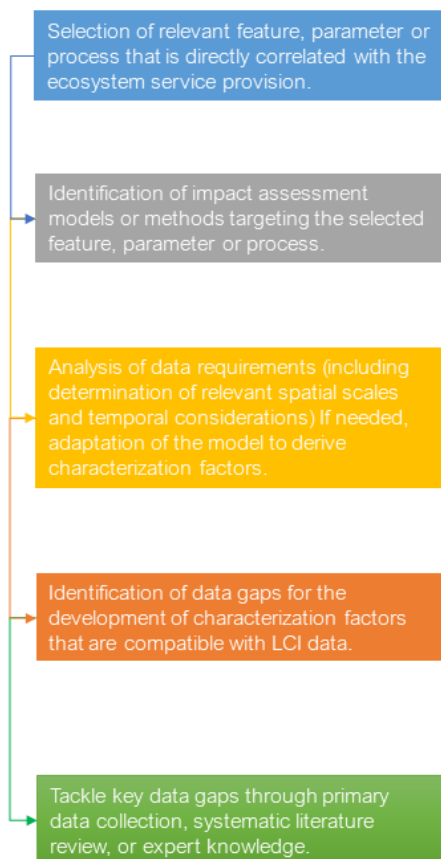 Selection of relevant feature, parameter or
process that is directly correlated with the
ecosystem service provision.
Identification of impact assessment
models or methods targeting the selected
feature, parameter or process.
Analysis of data requirements (including
determination of relevant spatial scales
and temporal considerations) If needed,
adaptation of the model to derive
characterization factors.
Identification of data gaps for the
development of characterization factors
that are compatible with LCI data.
Tackle key data gaps through primary
data collection, systematic literature
review, or expert knowledge.